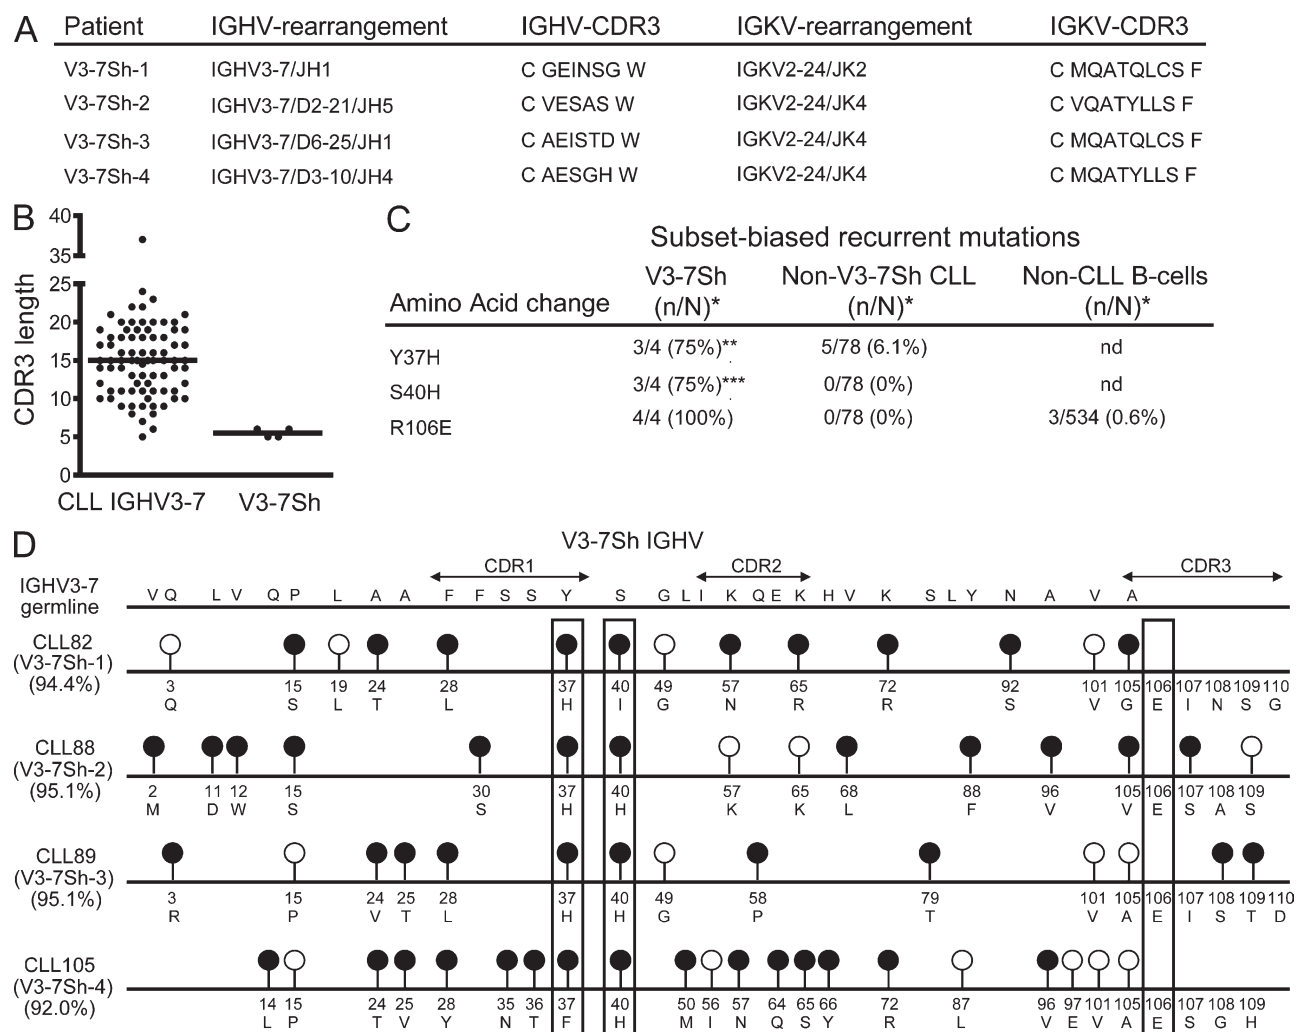 A Patient IGHV-rearrangement IGHV-CDR3 IGKV-rearrangement IGKV-CDR3
V3-7Sh-1 IGHV3-7/JH1 C GEINSG W IGKV2-24/JK2 C MQATQLCS F
V3-7Sh-2 IGHV3-7/D2-21/JH5 C VESAS W IGKV2-24/JK4 C VQATYLLS F
V3-7Sh-3 IGHV3-7/D6-25/JH1 C AEISTD W IGKV2-24/JK4 C MQATQLCS F
V3-7Sh-4 IGHV3-7/D3-10/JH4 C AESGH W IGKV2-24/JK4 C MQATYLLS F
B
CDR3 length
40
35
25
20
15
10
5
0
CLL IGHV3-7 V3-7Sh
C
Subset-biased recurrent mutations
V3-7Sh Non-V3-7Sh CLL Non-CLL B-cells
Amino Acid change (n/N)* (n/N)* (n/N)*
Y37H 3/4 (75%)** 5/78 (6.1%) nd
S40H 3/4 (75%)*** 0/78 (0%) nd
R106E 4/4 (100%) 0/78 (0%) 3/534 (0.6%)
D V3-7Sh IGHV
CDR1 CDR2 CDR3
IGHV3-7
germline
V Q L V Q P L A A F F S S Y S G L I K Q E K H V K S L Y N A V A
CLL82
(V3-7Sh-1)
(94.4%)
3 15 19 24 28 37 40 49 57 65 72 92 101 105 106 107 108 109 110
Q S L T L H I G N R R S V G E I N S G
CLL88
(V3-7Sh-2)
(95.1%)
2 11 12 15 30 37 40 57 65 68 88 96 105 106 107 108 109
M D W S S H H K K L F V V E S A S
CLL89
(V3-7Sh-3)
(95.1%)
3 15 24 25 28 37 40 49 58 79 101 105 106 107 108 109 110
R P V T L H H G P T V A E I S T D
CLL105
(V3-7Sh-4)
(92.0%)
14 15 24 25 28 35 36 37 40 50 56 57 64 65 66 72 87 96 97 101 105 106 107 108 109
L P T V Y N T F H M I N Q S Y R L V E V A E S G H